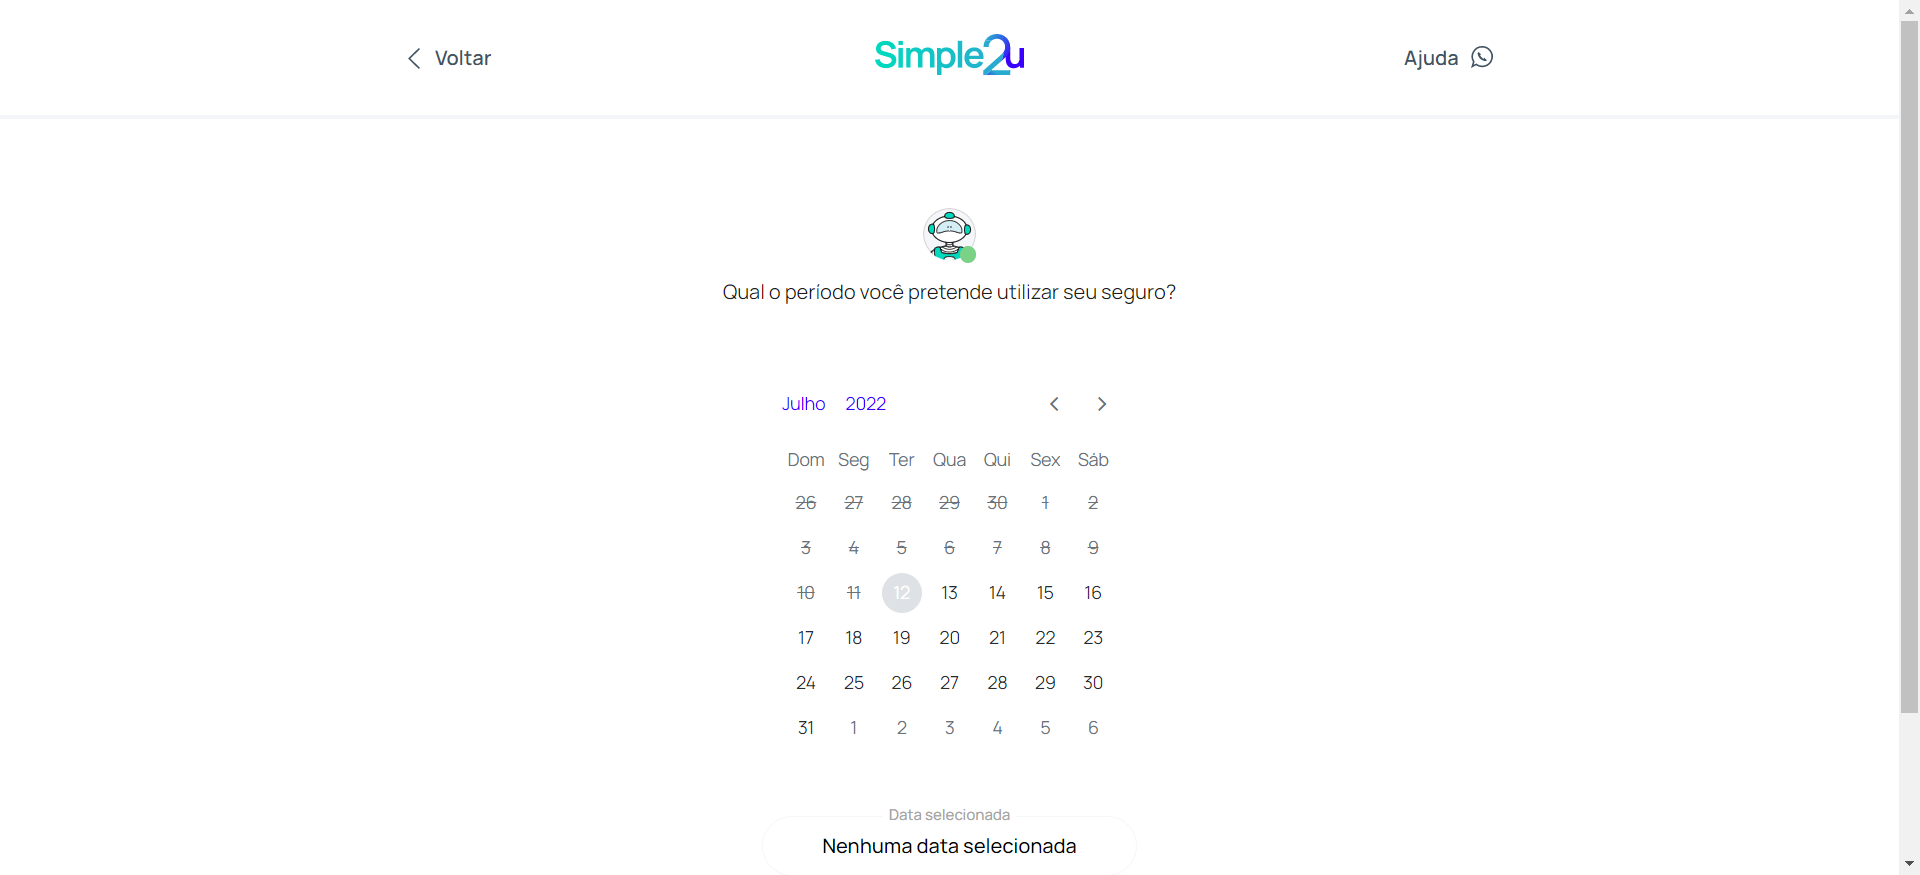 Voltar
Simple2u
Ajuda
Qual o período você pretende utilizar seu seguro?
Julho 2022
Dom Seg Ter Qua Qui Sex Sáb
26 27 28 29 30 1 2
3 4 5 6 7 8 9
10 11 12 13 14 15 16
17 18 19 20 21 22 23
24 25 26 27 28 29 30
31 1 2 3 4 5 6
Data selecionada
Nenhuma data selecionada